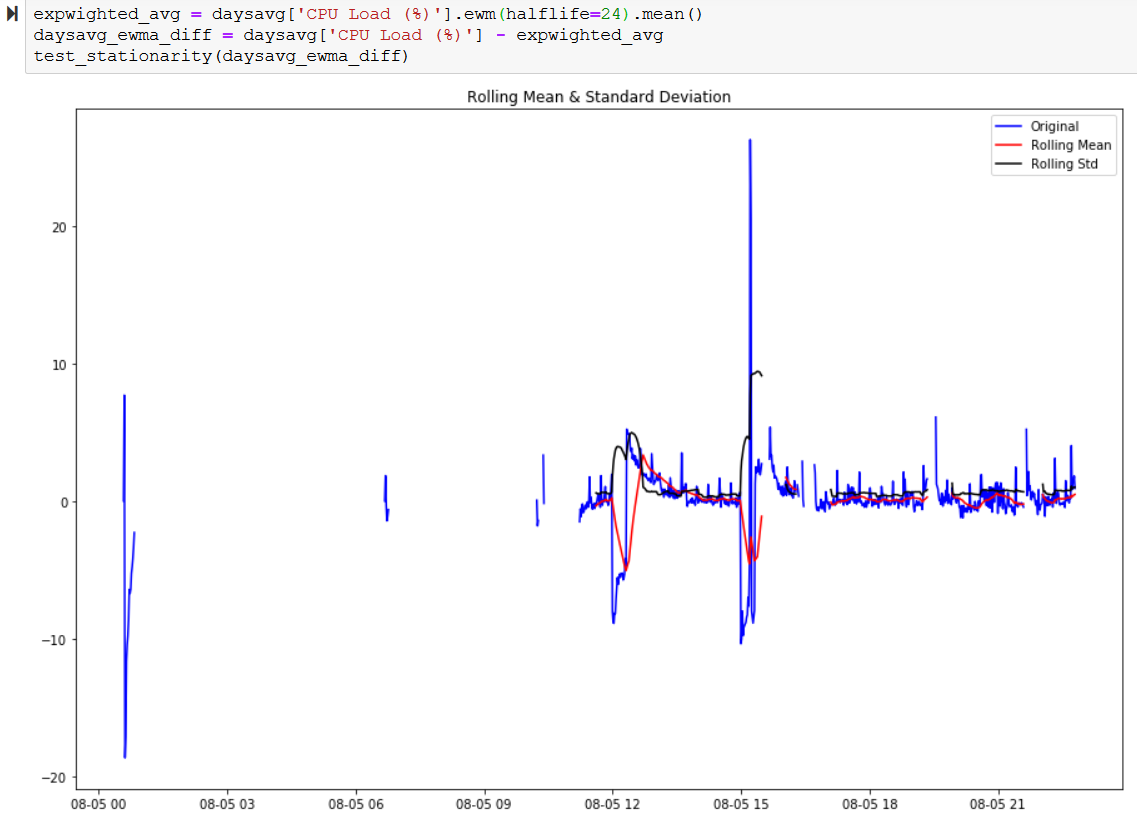 expwighted_avg = daysavg['CPU Load (%)'].ewm(halflife=24).mean()
daysavg_ewma_diff = daysavg['CPU Load (%)'] - expwighted_avg
test_stationarity(daysavg_ewma_diff)
Rolling Mean & Standard Deviation
Original
Rolling Mean
Rolling Std
20
10
0
−10
−20
08-05 00 08-05 03 08-05 06 08-05 09 08-05 12 08-05 15 08-05 18 08-05 21